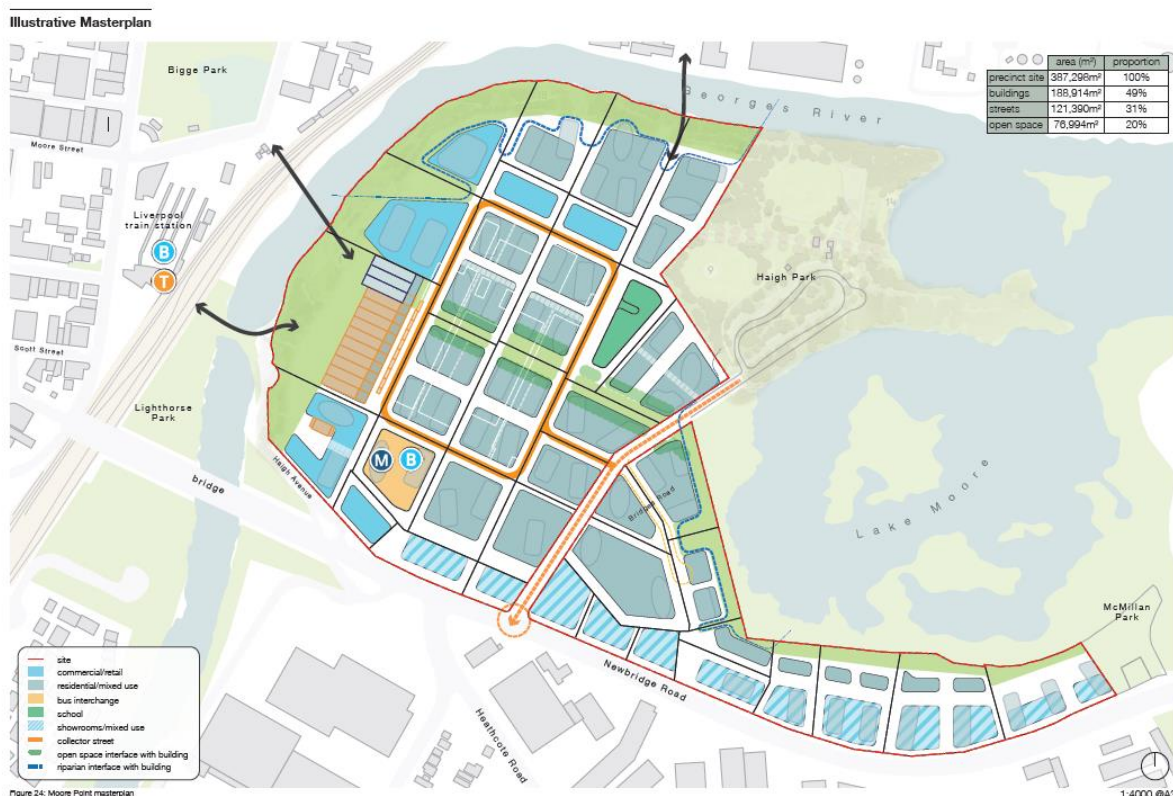 Illustrative Masterplan
Bigge Park
Moore Street
Liverpool
train station
B
T
Scott Street
Lighthorse
Park
bridge
Haigh Avenue
M
B
Georges River
14
9
Haigh Park
Bridges Road
Lake Moore
McMillan
Park
Newbridge Road
Heathcote Road
area (m²) proportion
precinct site 387,298m² 100%
buildings 188,914m² 49%
streets 121,390m² 31%
open space 76,994m² 20%
site
commercial/retail
residential/mixed use
bus interchange
school
showrooms/mixed use
collector street
open space interface with building
riparian interface with building
Figure 24: Moore Point masterplan